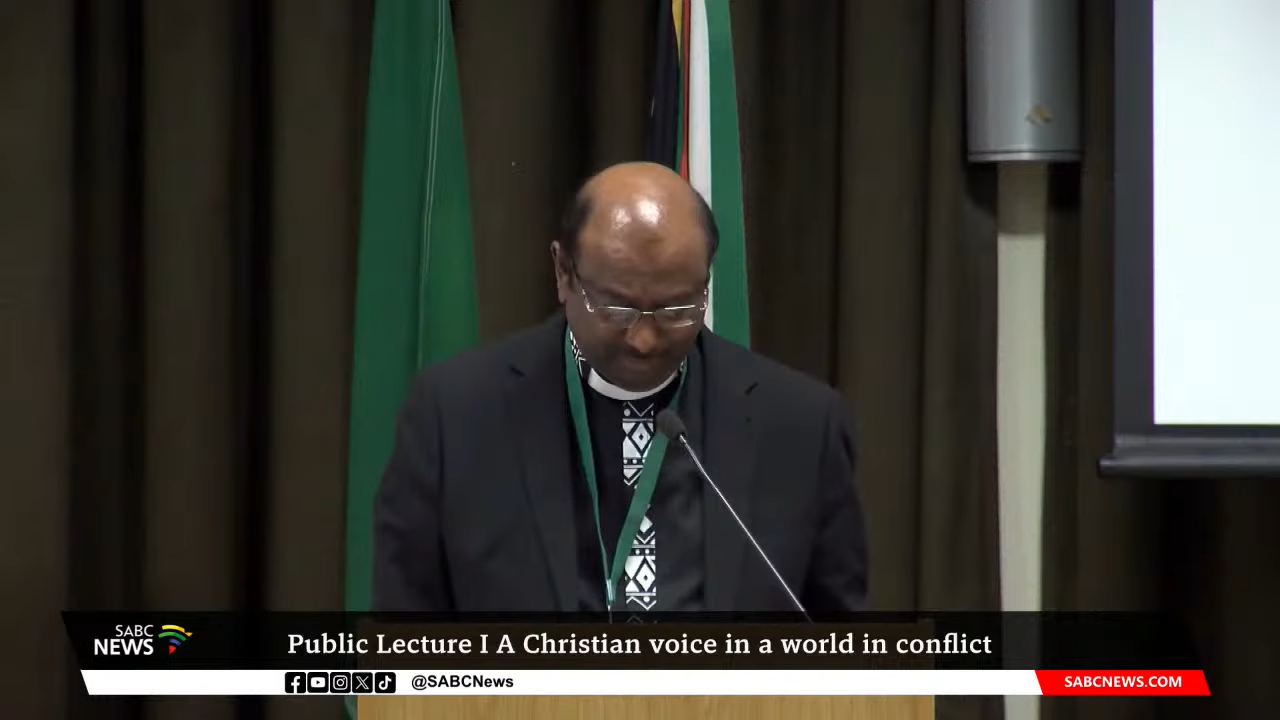 SABC
NEWS
Public Lecture I A Christian voice in a world in conflict
@SABCNews
SABCNEWS.COM